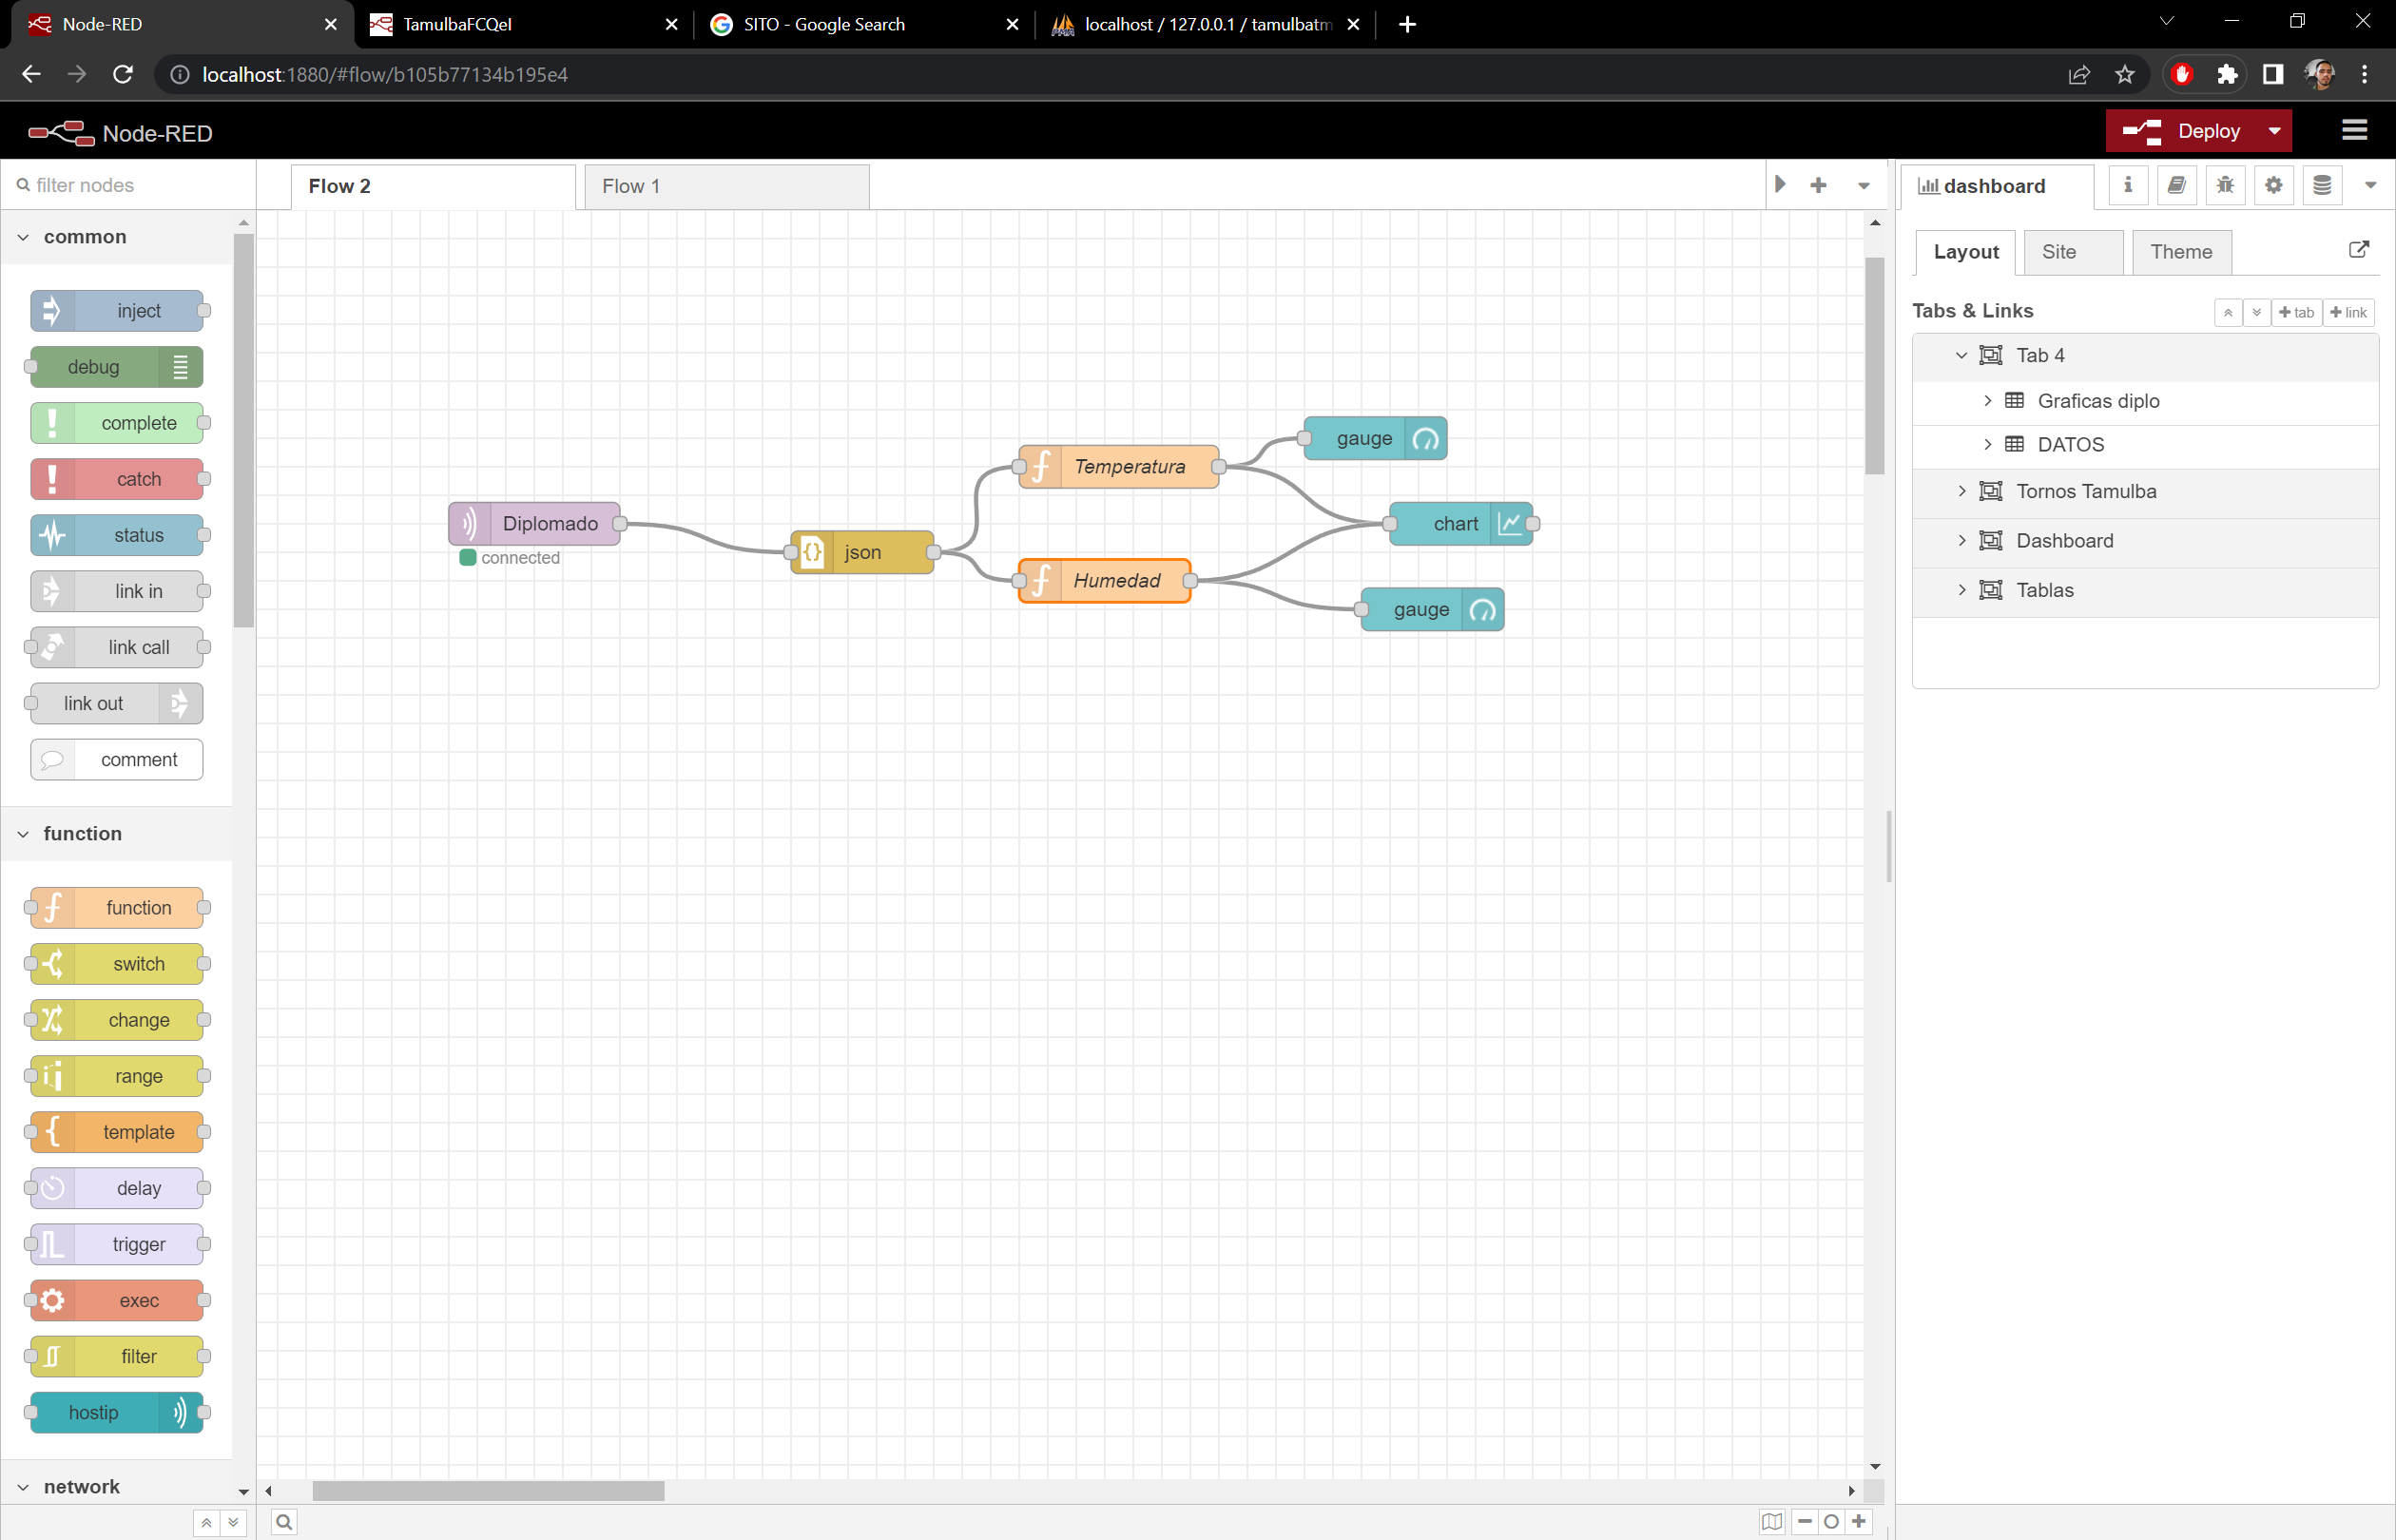 Node-RED
TamulbaFCQeI
SITO - Google Search
localhost / 127.0.0.1 / tamulbatm
localhost:1880/#flow/b105b77134b195e4
Node-RED
Deploy
filter nodes
Flow 2
Flow 1
dashboard
common
inject
debug
complete
catch
status
link in
link call
link out
comment
function
function
switch
change
range
template
delay
trigger
exec
filter
hostip
network
Diplomado
connected
json
Temperatura
Humedad
gauge
chart
gauge
Layout
Site
Theme
Tabs & Links
tab
link
Tab 4
Graficas diplo
DATOS
Tornos Tamulba
Dashboard
Tablas